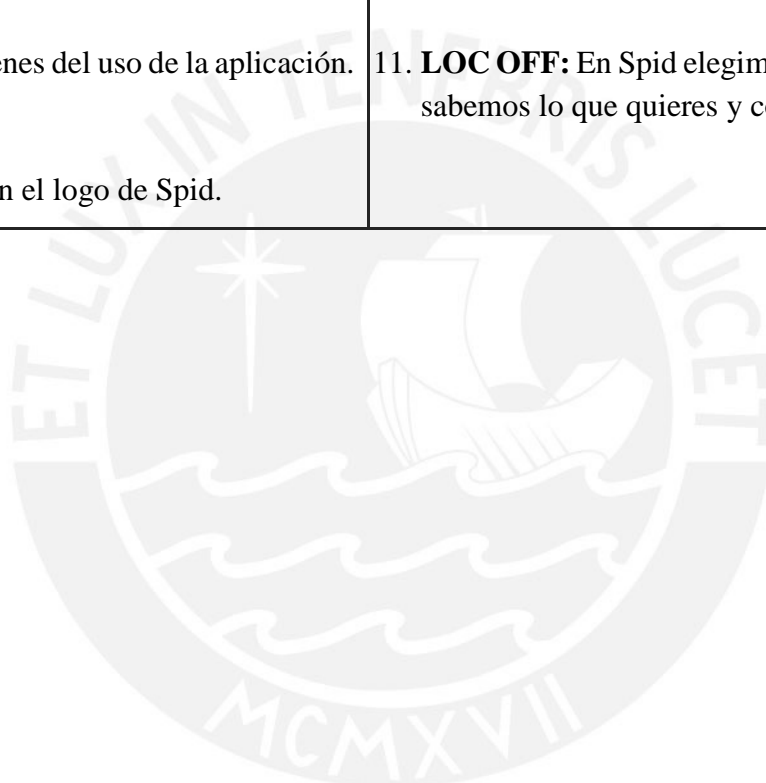 enes del uso de la aplicación.
n el logo de Spid.
11. LOC OFF: En Spid elegim
sabemos lo que quieres y c
ET LUX IN TENEBRIS LUCET
MCMXVII